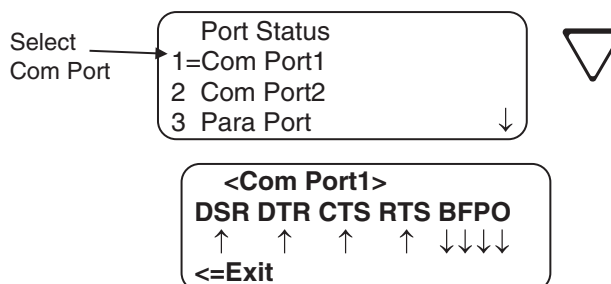 Select
Com Port
Port Status
1=Com Port1
2 Com Port2
3 Para Port ↓
<Com Port1>
DSR DTR CTS RTS BFPO
↑ ↑ ↑ ↑ ↓↓↓↓
<=Exit